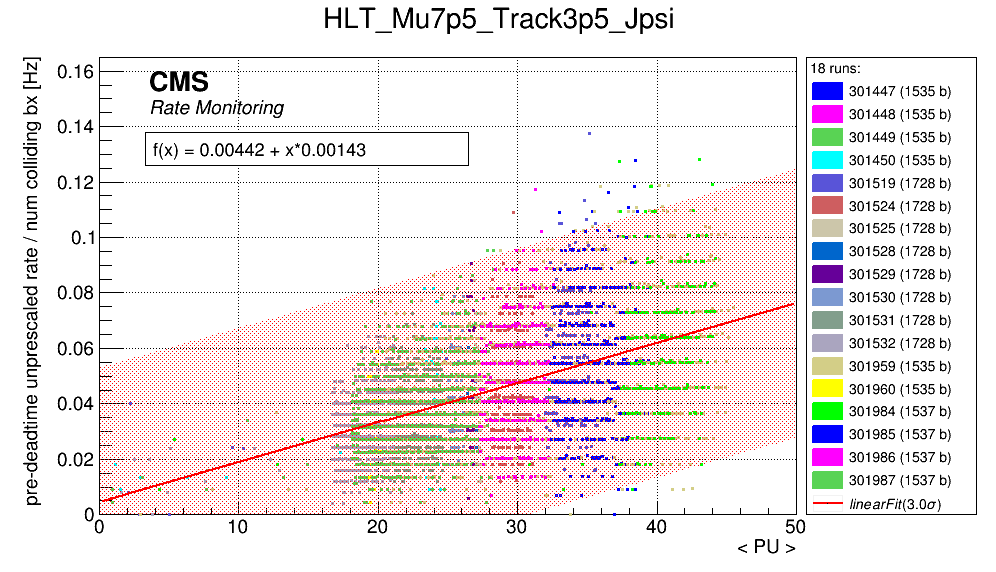 HLT_Mu7p5_Track3p5_Jpsi
pre-deadtime unprescaled rate / num colliding bx [Hz]
0.16
0.14
0.12
0.1
0.08
0.06
0.04
0.02
0
CMS
Rate Monitoring
f(x) = 0.00442 + x*0.00143
0 10 20 30 40 50
< PU >
18 runs:
301447 (1535 b)
301448 (1535 b)
301449 (1535 b)
301450 (1535 b)
301519 (1728 b)
301524 (1728 b)
301525 (1728 b)
301528 (1728 b)
301529 (1728 b)
301530 (1728 b)
301531 (1728 b)
301532 (1728 b)
301959 (1535 b)
301960 (1535 b)
301984 (1537 b)
301985 (1537 b)
301986 (1537 b)
301987 (1537 b)
linearFit(3.0σ)